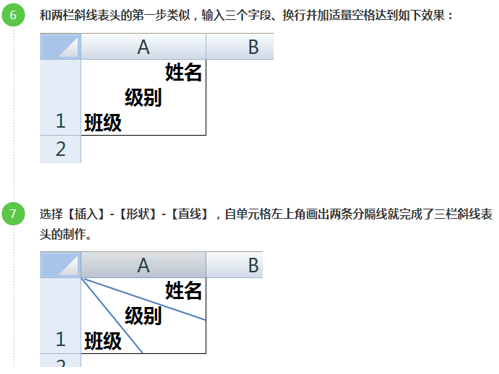 6 和两栏斜线表头的第一步类似，输入三个字段、换行并加适量空格达到如下效果：
A B
姓名
级别
1 班级
2
7 选择【插入】-【形状】-【直线】，自单元格左上角画出两条分隔线就完成了三栏斜线表
头的制作。
A B
姓名
级别
1 班级
2